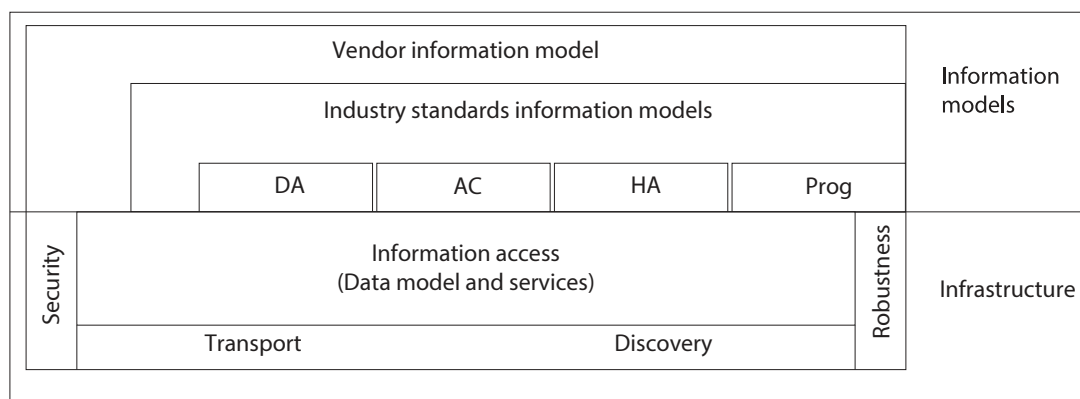 Vendor information model
Information
models
Industry standards information models
DA
AC
HA
Prog
Security
Information access
(Data model and services)
Robustness
Infrastructure
Transport
Discovery